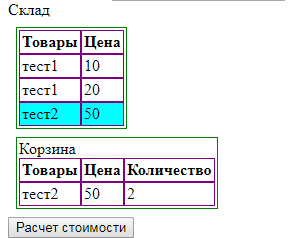 Склад
Товары Цена
тест1 10
тест1 20
тест2 50
Корзина
Товары Цена Количество
тест2 50 2
Расчет стоимости